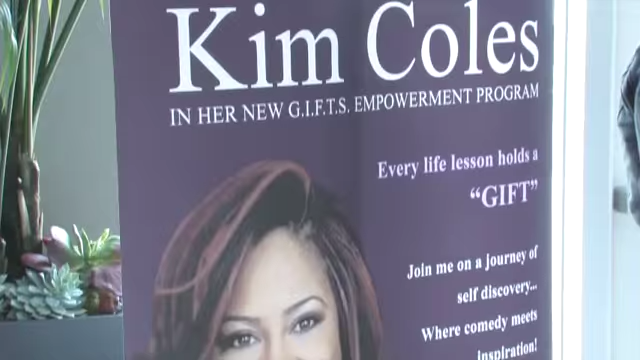 Kim Coles
IN HER NEW G.I.F.T.S. EMPOWERMENT PROGRAM
Every life lesson holds a
“GIFT”
Join me on a journey of
self discovery...
Where comedy meets
inspiration!